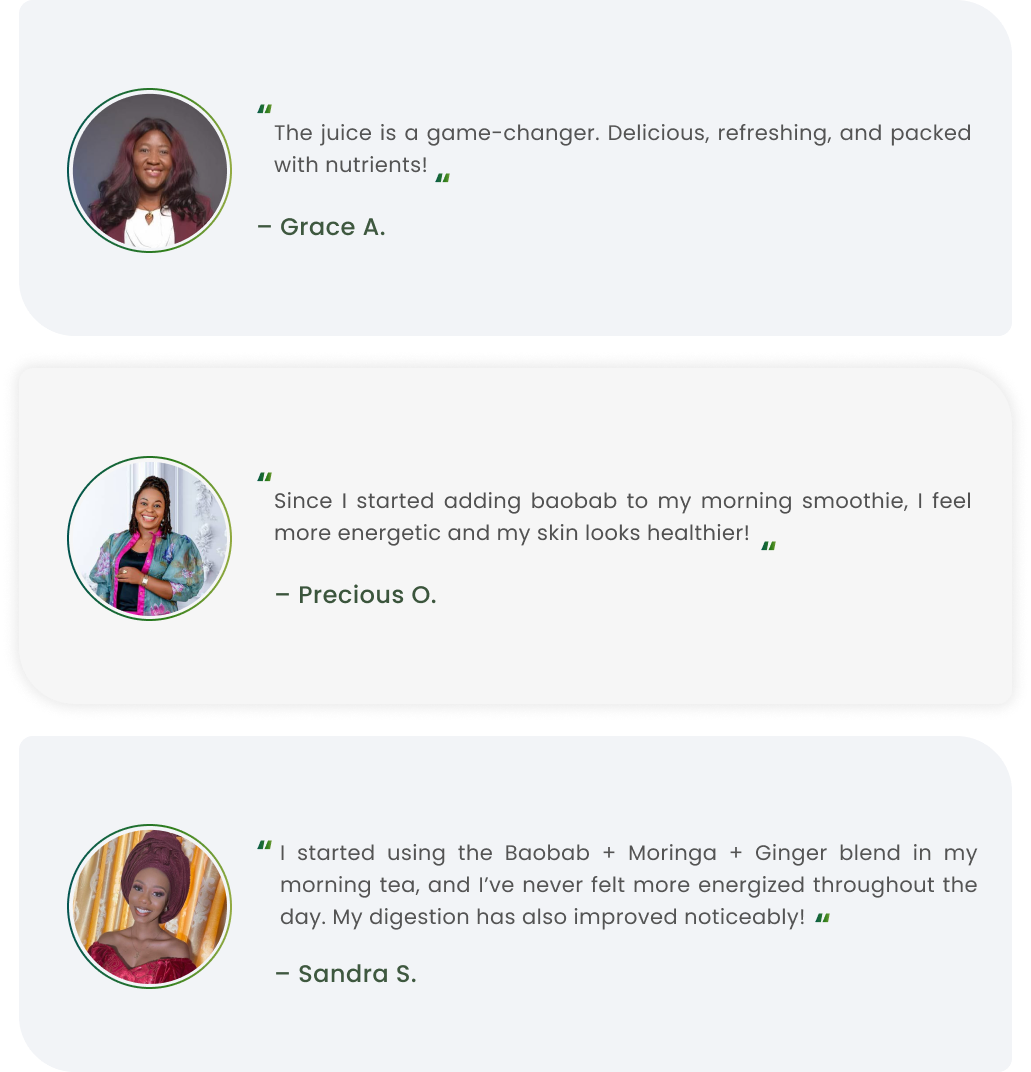 “
The juice is a game-changer. Delicious, refreshing, and packed
with nutrients! “
– Grace A.
“
Since I started adding baobab to my morning smoothie, I feel
more energetic and my skin looks healthier! “
– Precious O.
“ I started using the Baobab + Moringa + Ginger blend in my
morning tea, and I’ve never felt more energized throughout the
day. My digestion has also improved noticeably! “
– Sandra S.